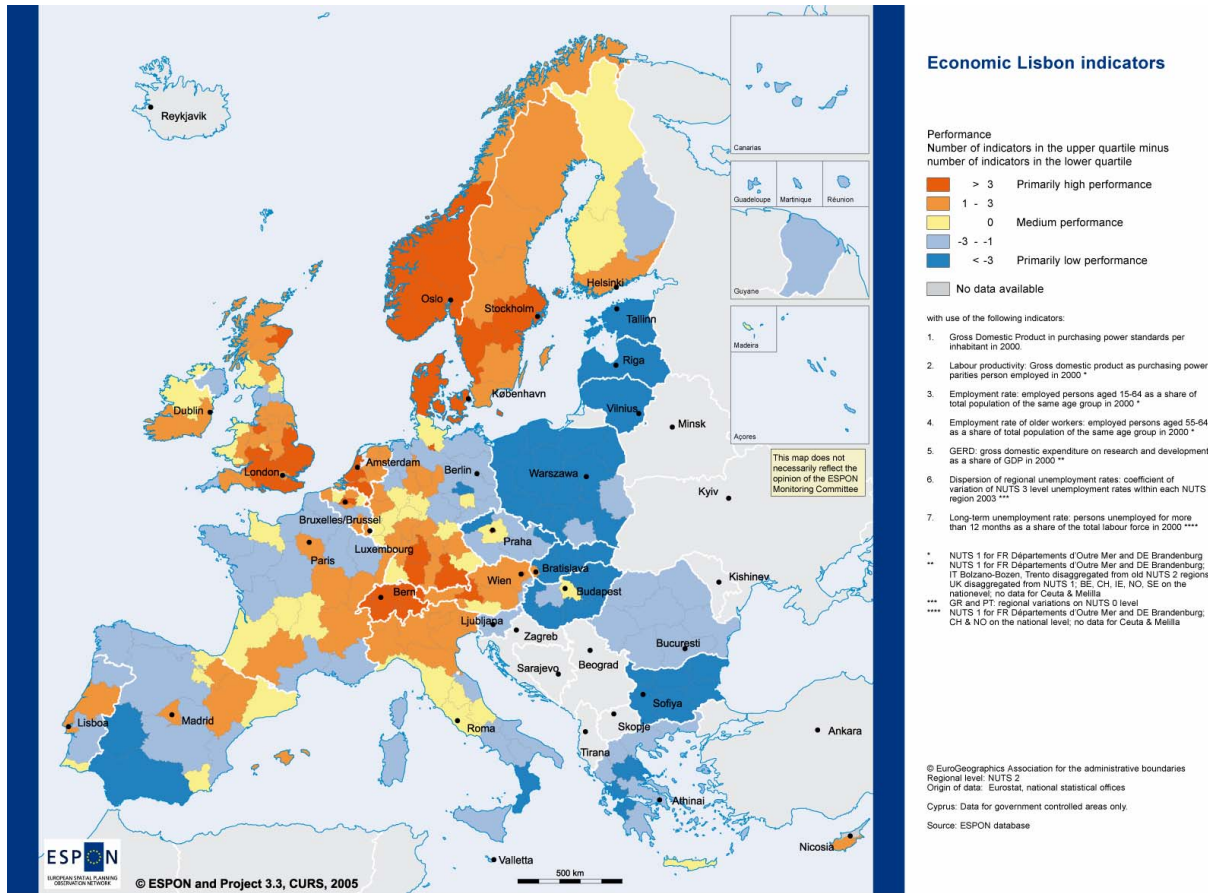 Reykjavik
Oslo
Stockholm
Helsinki
Tallinn
Riga
Vilnius
København
Minsk
Dublin
London
Amsterdam
Berlin
Warszawa
Kyiv
Bruxelles/Brussel
Luxembourg
Praha
Paris
Wien
Bratislava
Budapest
Kishinev
Bern
Ljubljana
Zagreb
Bucuresti
Beograd
Sarajevo
Sofiya
Skopje
Tirana
Ankara
Lisboa
Madrid
Roma
Athinai
Nicosia
Valletta
Canarias
Guadeloupe
Martinique
Réunion
Guyane
Madeira
Açores
This map does not
necessarily reflect the
opinion of the ESPON
Monitoring Committee
ESPON
EUROPEAN SPATIAL PLANNING
OBSERVATION NETWORK
© ESPON and Project 3.3, CURS, 2005
500 km
Economic Lisbon indicators
Performance
Number of indicators in the upper quartile minus
number of indicators in the lower quartile
> 3 Primarily high performance
1 - 3
0 Medium performance
-3 - -1
< -3 Primarily low performance
No data available
with use of the following indicators:
1. Gross Domestic Product in purchasing power standards per
inhabitant in 2000.
2. Labour productivity: Gross domestic product as purchasing power
parities person employed in 2000 *
3. Employment rate: employed persons aged 15-64 as a share of
total population of the same age group in 2000 *
4. Employment rate of older workers: employed persons aged 55-64
as a share of total population of the same age group in 2000 *
5. GERD: gross domestic expenditure on research and development
as a share of GDP in 2000 **
6. Dispersion of regional unemployment rates: coefficient of
variation of NUTS 3 level unemployment rates within each NUTS
region 2003 ***
7. Long-term unemployment rate: persons unemployed for more
than 12 months as a share of the total labour force in 2000 ****
* NUTS 1 for FR Départements d'Outre Mer and DE Brandenburg
** NUTS 1 for FR Départements d'Outre Mer and DE Brandenburg;
IT Bolzano-Bozen, Trento disaggregated from old NUTS 2 regions
UK disaggregated from NUTS 1; BE, CH, IE, NO, SE on the
nationevel; no data for Ceuta & Melilla
*** GR and PT: regional variations on NUTS 0 level
**** NUTS 1 for FR Départements d'Outre Mer and DE Brandenburg;
CH & NO on the national level; no data for Ceuta & Melilla
© EuroGeographics Association for the administrative boundaries
Regional level: NUTS 2
Origin of data: Eurostat, national statistical offices
Cyprus: Data for government controlled areas only.
Source: ESPON database